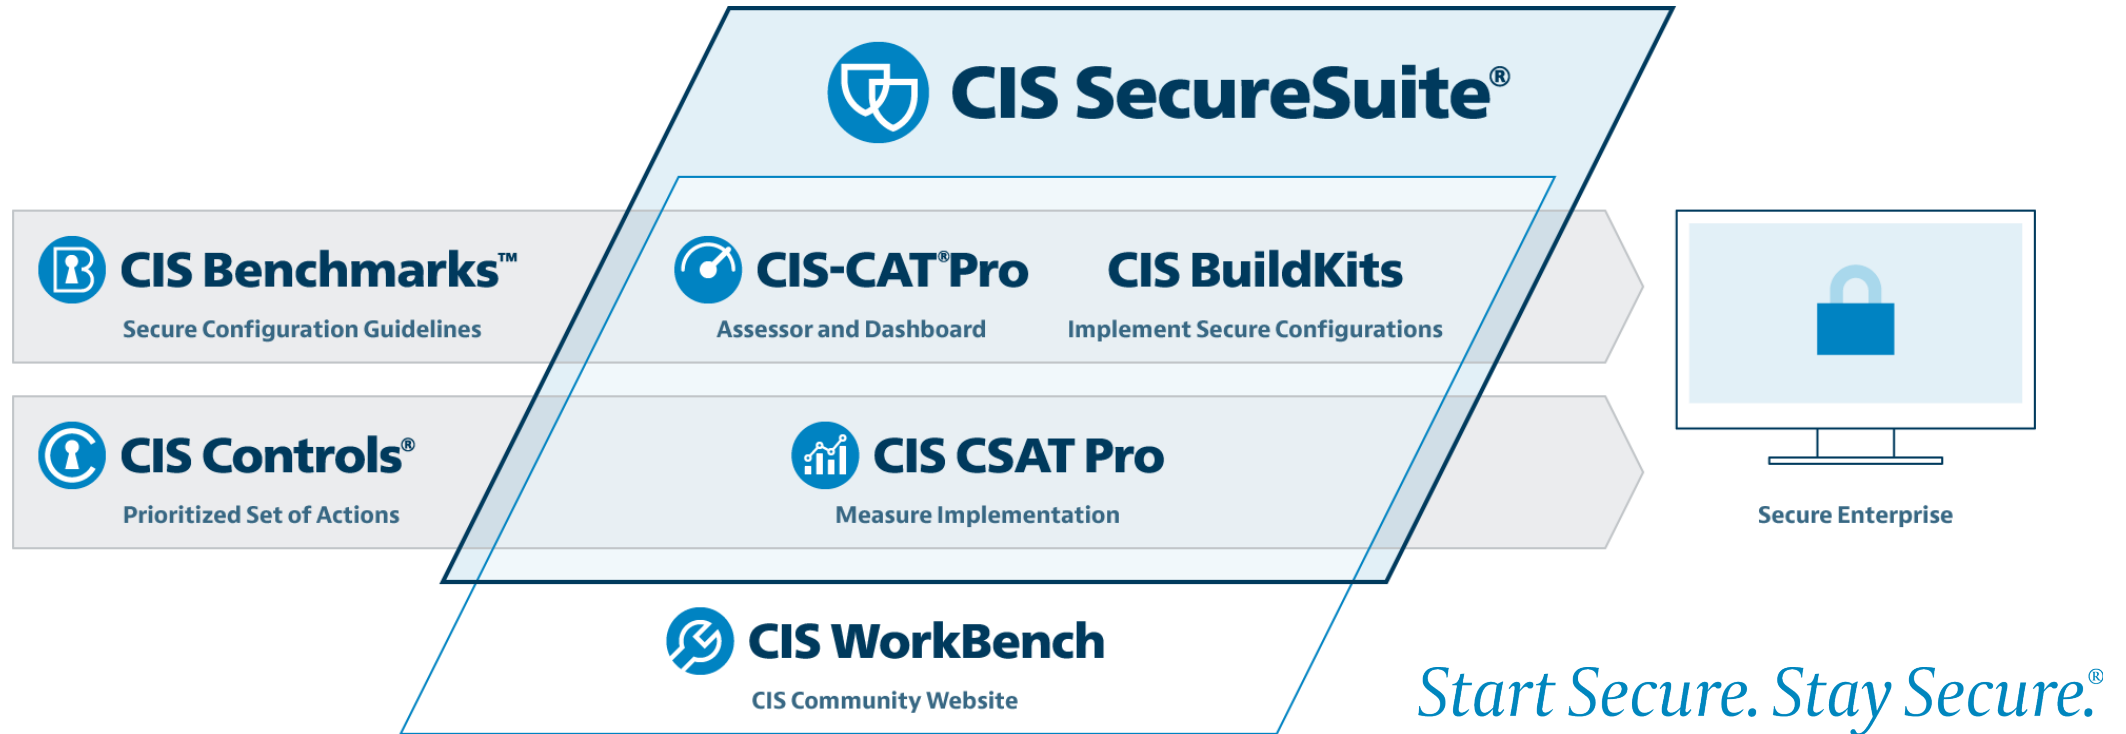 CIS SecureSuite®
CIS Benchmarks™
Secure Configuration Guidelines
CIS-CAT®Pro
Assessor and Dashboard
CIS BuildKits
Implement Secure Configurations
CIS Controls®
Prioritized Set of Actions
CIS CSAT Pro
Measure Implementation
Secure Enterprise
CIS WorkBench
CIS Community Website
Start Secure. Stay Secure.®